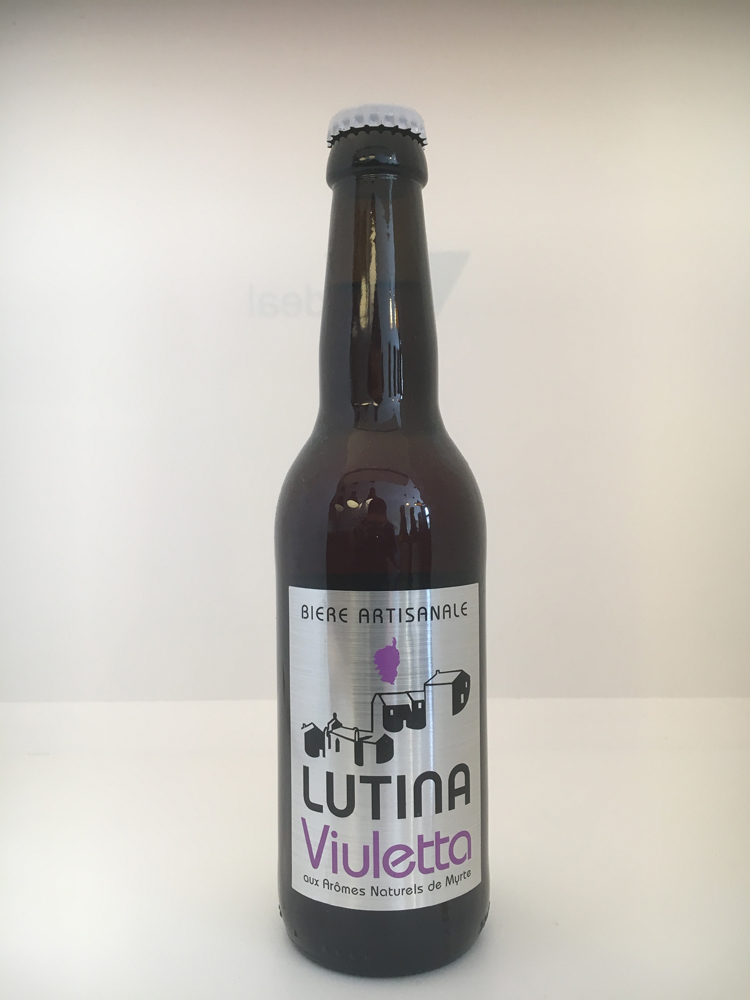 BIERE ARTISANALE
LUTINA
Viuletta
aux Arômes Naturels de Myrte